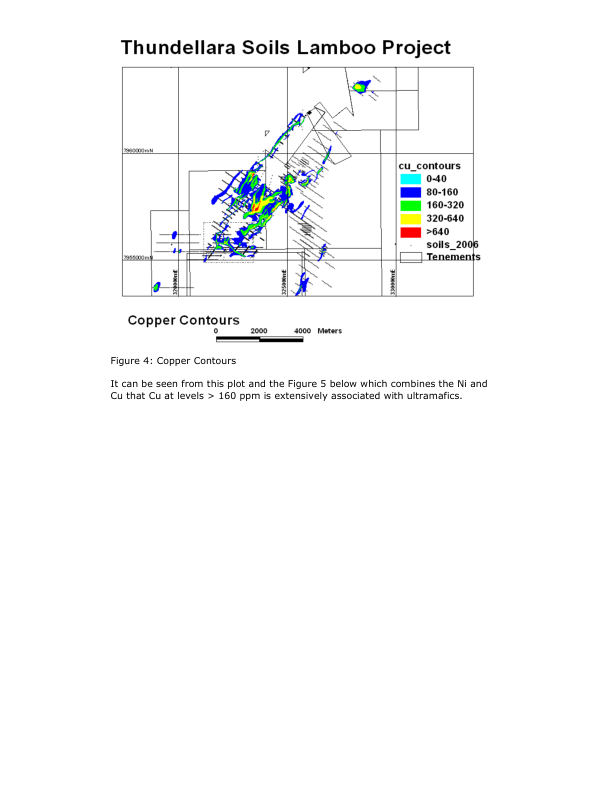 Thundellara Soils Lamboo Project
7960000mN
cu_contours
0-40
80-160
160-320
320-640
>640
soils_2006
7955000mN
Tenements
320000mE
325000mE
330000mE
Copper Contours
0 2000 4000 Meters
Figure 4: Copper Contours
It can be seen from this plot and the Figure 5 below which combines the Ni and
Cu that Cu at levels > 160 ppm is extensively associated with ultramafics.